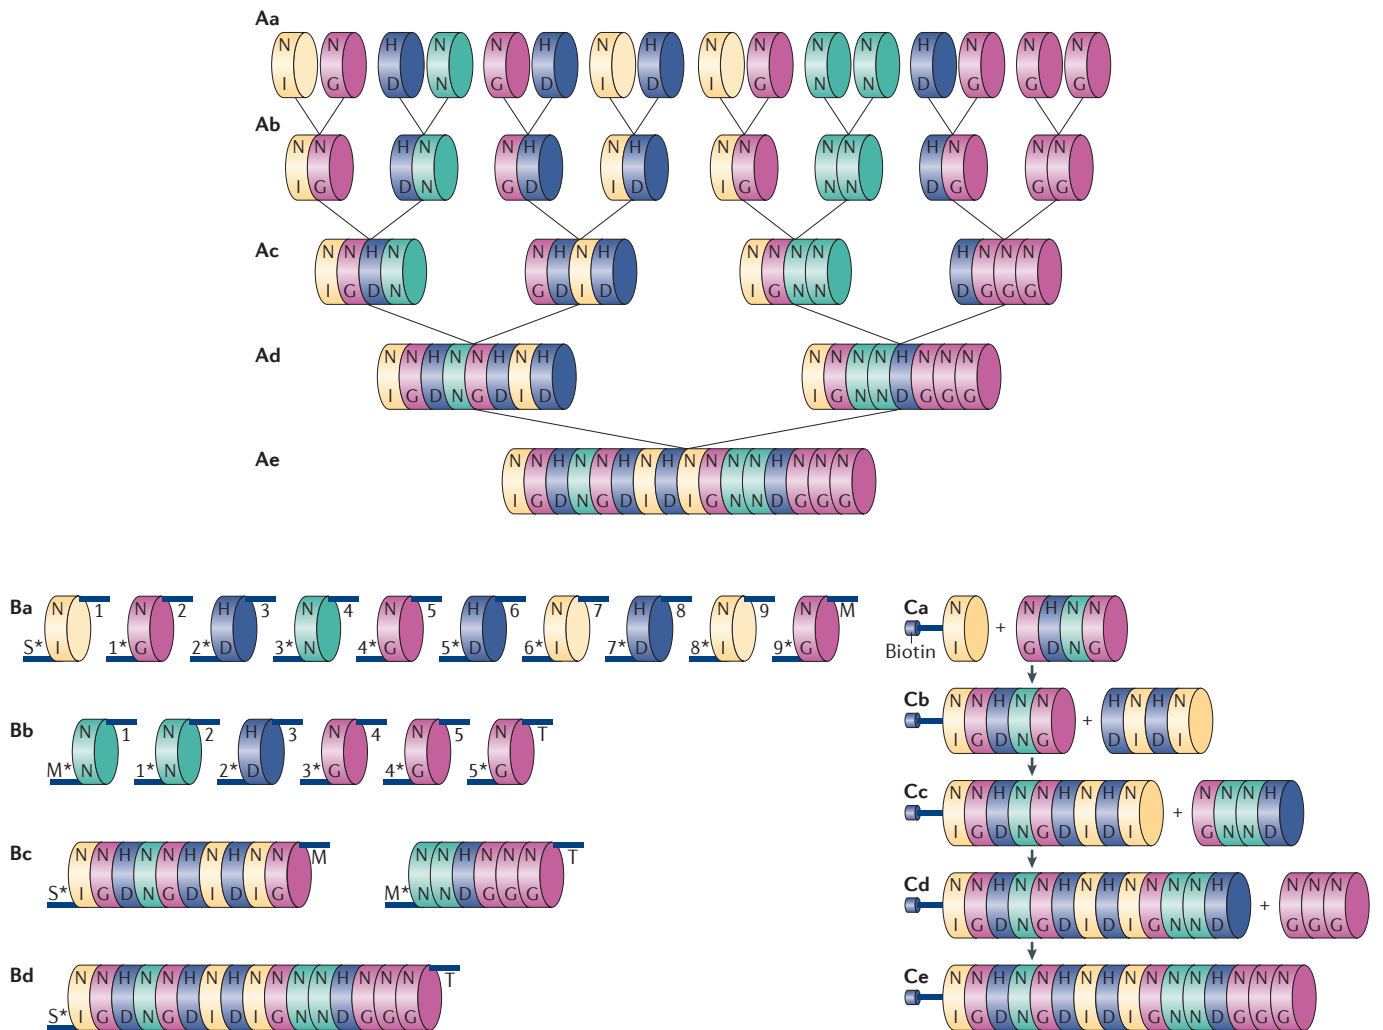 Aa
N N H N N H N H N N N N H N N N
I G D N G D I D I G N N D G G G
Ab
N N H N N H N H N N N N H N N N
I G D N G D I D I G N N D G G G
Ac
N N H N N H N H N N N N H N N N
I G D N G D I D I G N N D G G G
Ad
N N H N N H N H N N N N H N N N
I G D N G D I D I G N N D G G G
Ae
N N H N N H N H N N N N H N N N
I G D N G D I D I G N N D G G G
Ba
N 1 N 2 H 3 N 4 N 5 H 6 N 7 H 8 N 9 N M
S* I 1* G 2* D 3* N 4* G 5* D 6* I 7* D 8* I 9* G
Bb
N 1 N 2 H 3 N 4 N 5 N T
M* N 1* N 2* D 3* G 4* G 5* G
Bc
N N H N N H N H N N M
S* I G D N G D I D I G
N N H N N N T
M* N N D G G G
Bd
N N H N N H N H N N N N H N N N T
S* I G D N G D I D I G N N D G G G
Ca
N + N H N N
I G D N G
Biotin
Cb
N N H N N + H N H N
I G D N G D I D I
Cc
N N H N N H N H N + N N N H
I G D N G D I D I G N N D
Cd
N N H N N H N H N N N N H + N N N
I G D N G D I D I G N N D G G G
Ce
N N H N N H N H N N N N H N N N
I G D N G D I D I G N N D G G G